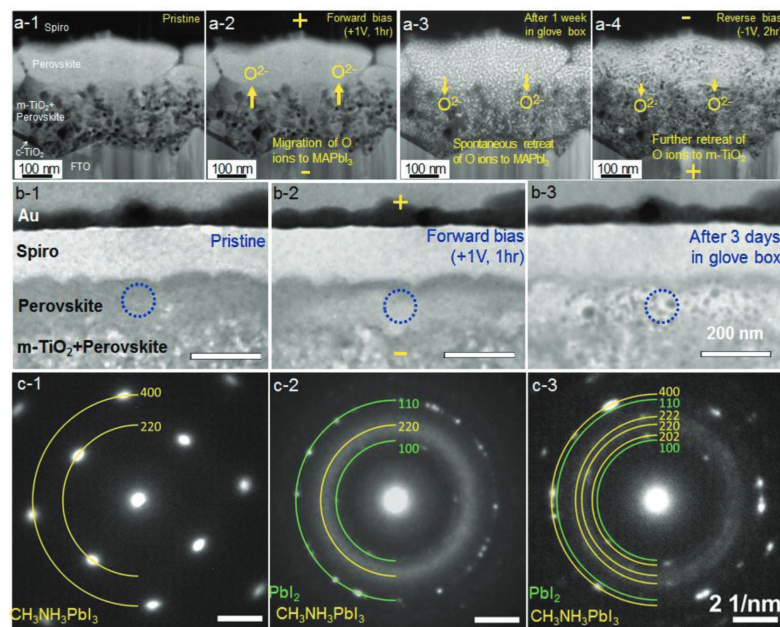 a-1
Pristine
Spiro
Perovskite
m-TiO₂+
Perovskite
c-TiO₂
FTO
100 nm
a-2
+
Forward bias
(+1V, 1hr)
O²⁻ O²⁻
Migration of O
ions to MAPbI₃
−
100 nm
a-3
After 1 week
in glove box
O²⁻ O²⁻
Spontaneous retreat
of O ions to MAPbI₃
100 nm
a-4
−
Reverse bias
(-1V, 2hr)
O²⁻ O²⁻
Further retreat of
O ions to m-TiO₂
+
100 nm
b-1
Au
Spiro
Pristine
Perovskite
m-TiO₂+Perovskite
b-2
+
Forward bias
(+1V, 1hr)
−
b-3
After 3 days
in glove box
200 nm
c-1
400
220
CH₃NH₃PbI₃
c-2
110
220
100
PbI₂
CH₃NH₃PbI₃
c-3
400
110
222
220
202
100
PbI₂
CH₃NH₃PbI₃
2 1/nm